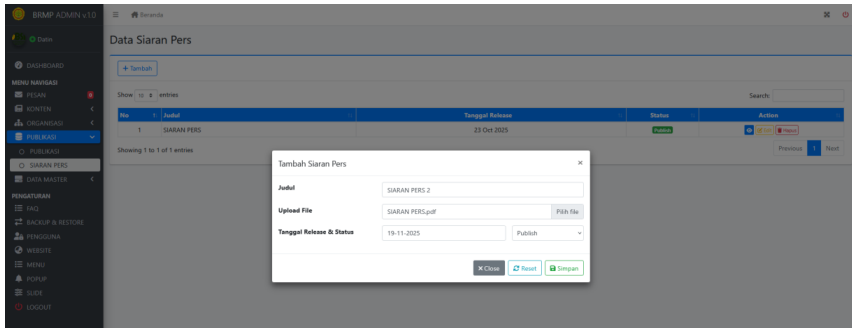 BRMP ADMIN v1.0
Beranda
Datin
Data Siaran Pers
DASHBOARD
+ Tambah
MENU NAVIGASI
PESAN
KONTEN
ORGANISASI
PUBLIKASI
PUBLIKASI
SIARAN PERS
DATA MASTER
PENGATURAN
FAQ
BACKUP & RESTORE
PENGGUNA
WEBSITE
MENU
POPUP
SLIDE
LOGOUT
Show 10 entries
Search:
No Judul Tanggal Release Status Action
1 SIARAN PERS 23 Oct 2025 Publish Edit Hapus
Showing 1 to 1 of 1 entries
Previous 1 Next
Tambah Siaran Pers ×
Judul SIARAN PERS 2
Upload File SIARAN PERS.pdf Pilih file
Tanggal Release & Status 19-11-2025 Publish
× Close Reset Simpan